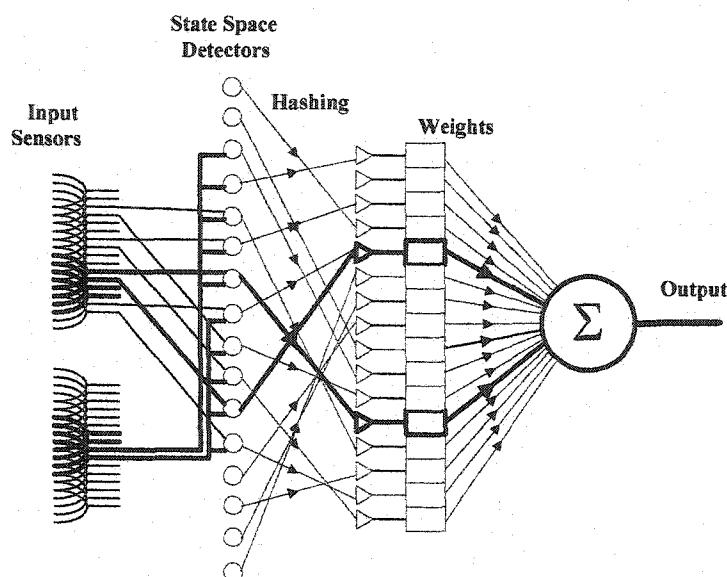 State Space
Detectors
Hashing
Input
Sensors
Weights
Output
Σ